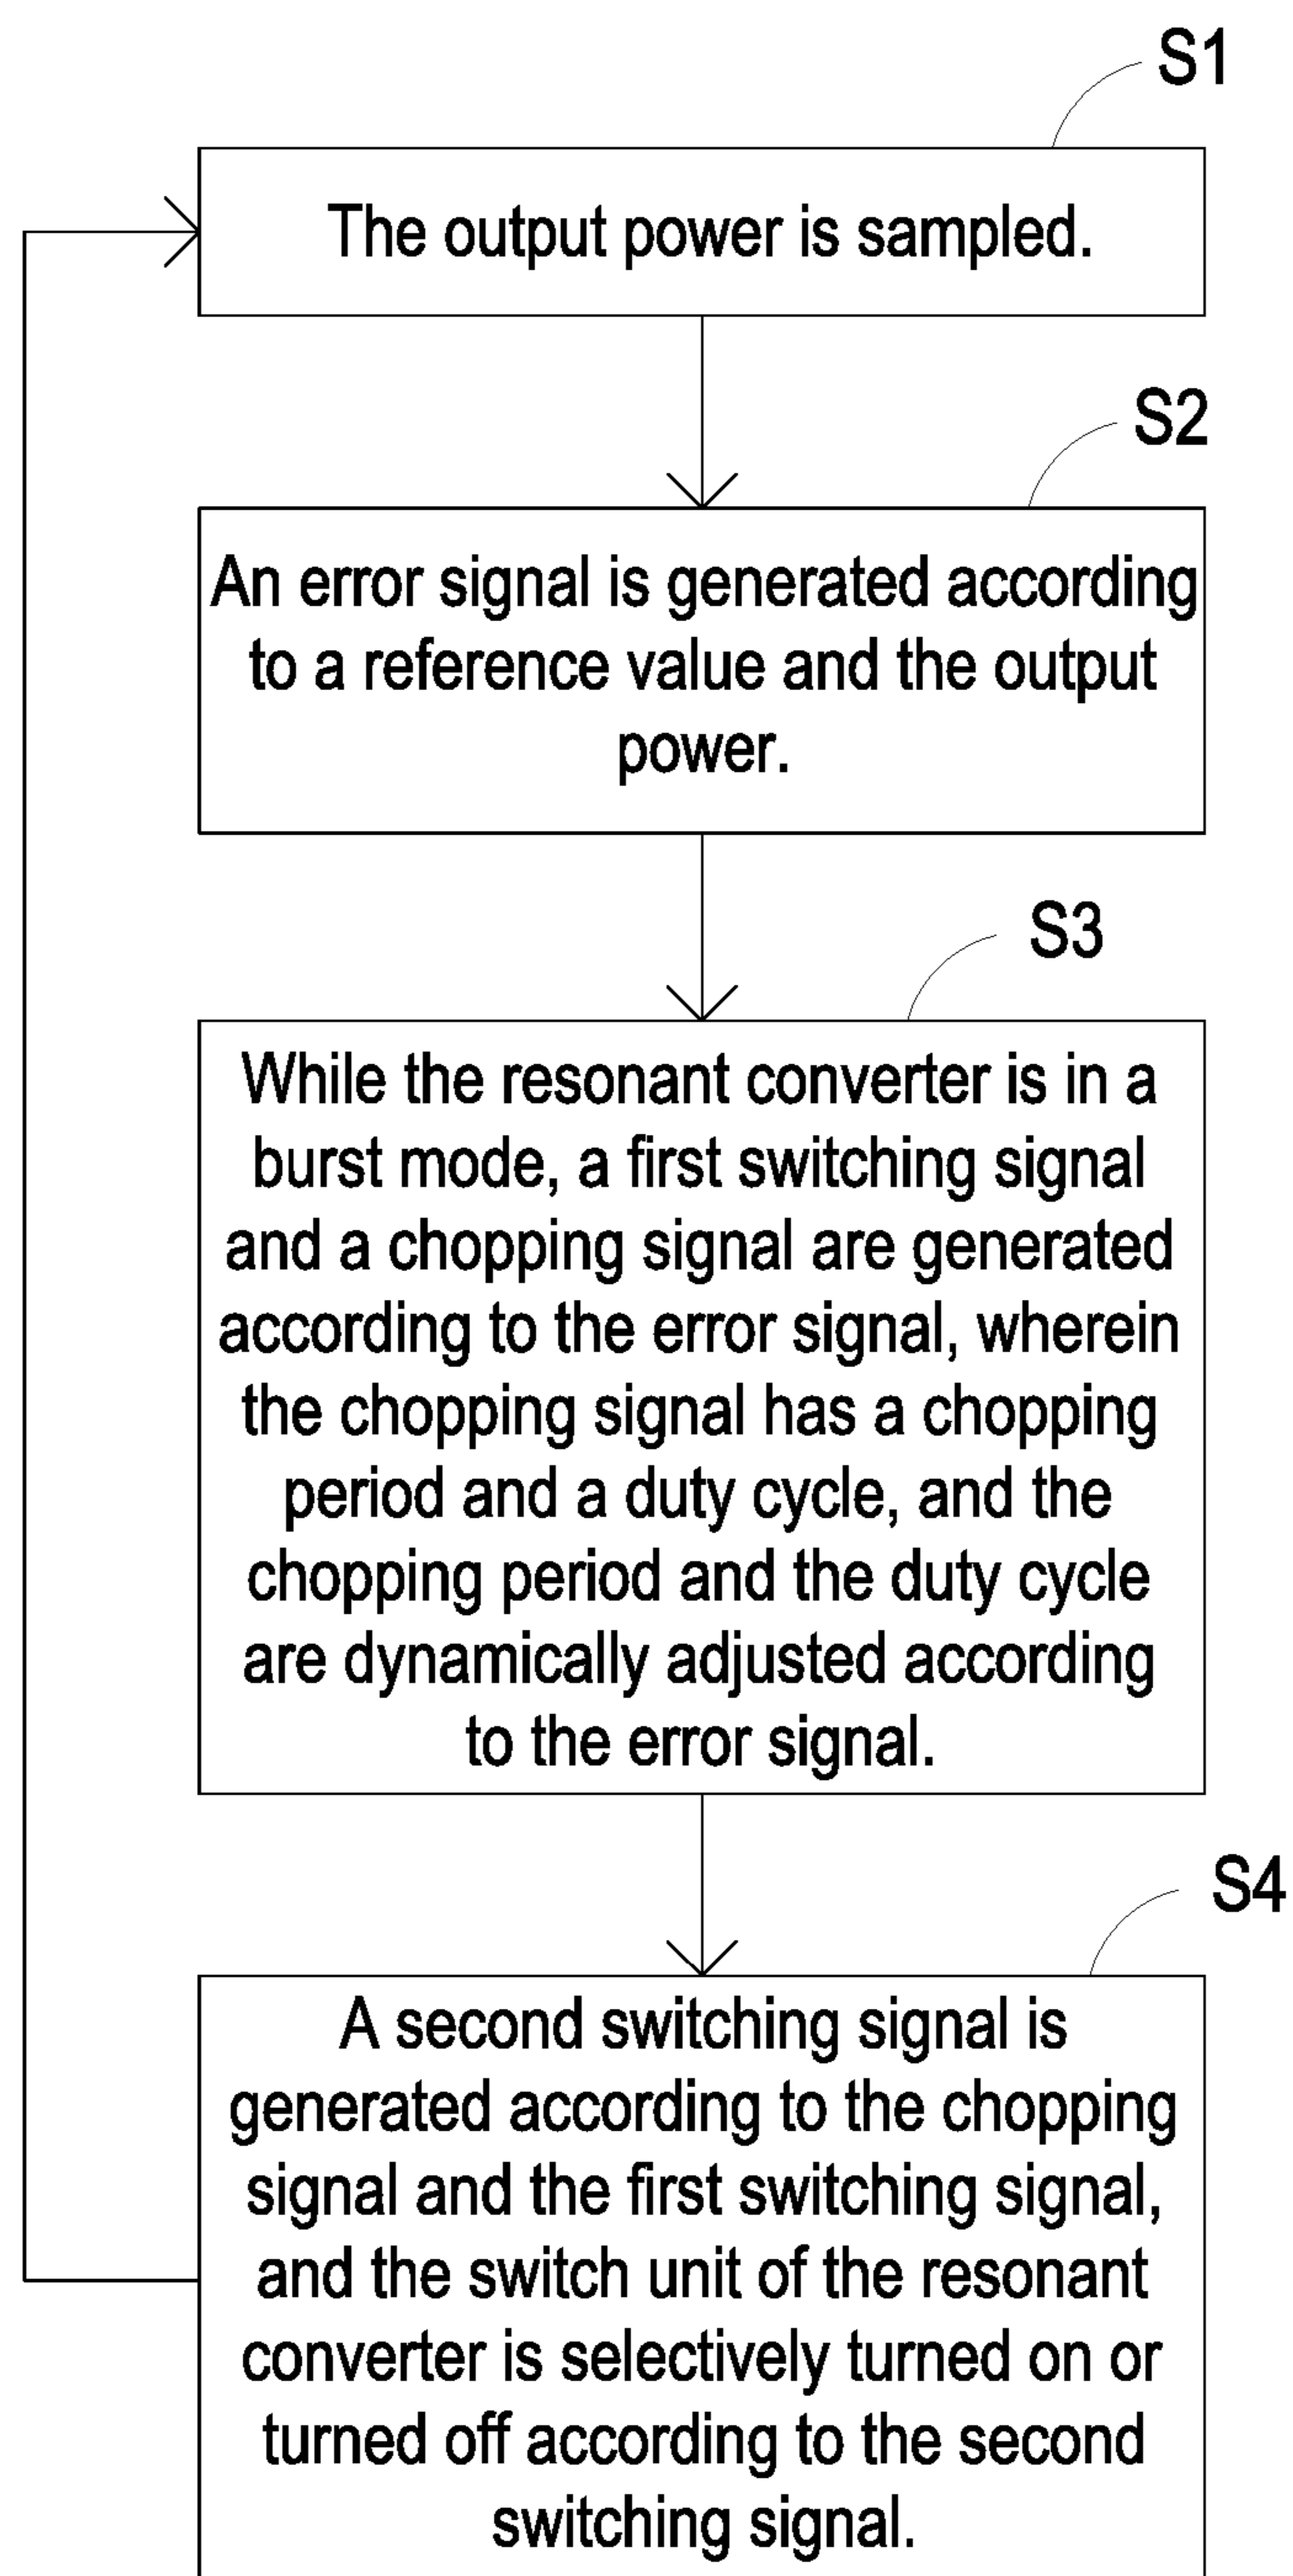 S1
The output power is sampled.
S2
An error signal is generated according
to a reference value and the output
power.
S3
While the resonant converter is in a
burst mode, a first switching signal
and a chopping signal are generated
according to the error signal, wherein
the chopping signal has a chopping
period and a duty cycle, and the
chopping period and the duty cycle
are dynamically adjusted according
to the error signal.
S4
A second switching signal is
generated according to the chopping
signal and the first switching signal,
and the switch unit of the resonant
converter is selectively turned on or
turned off according to the second
switching signal.